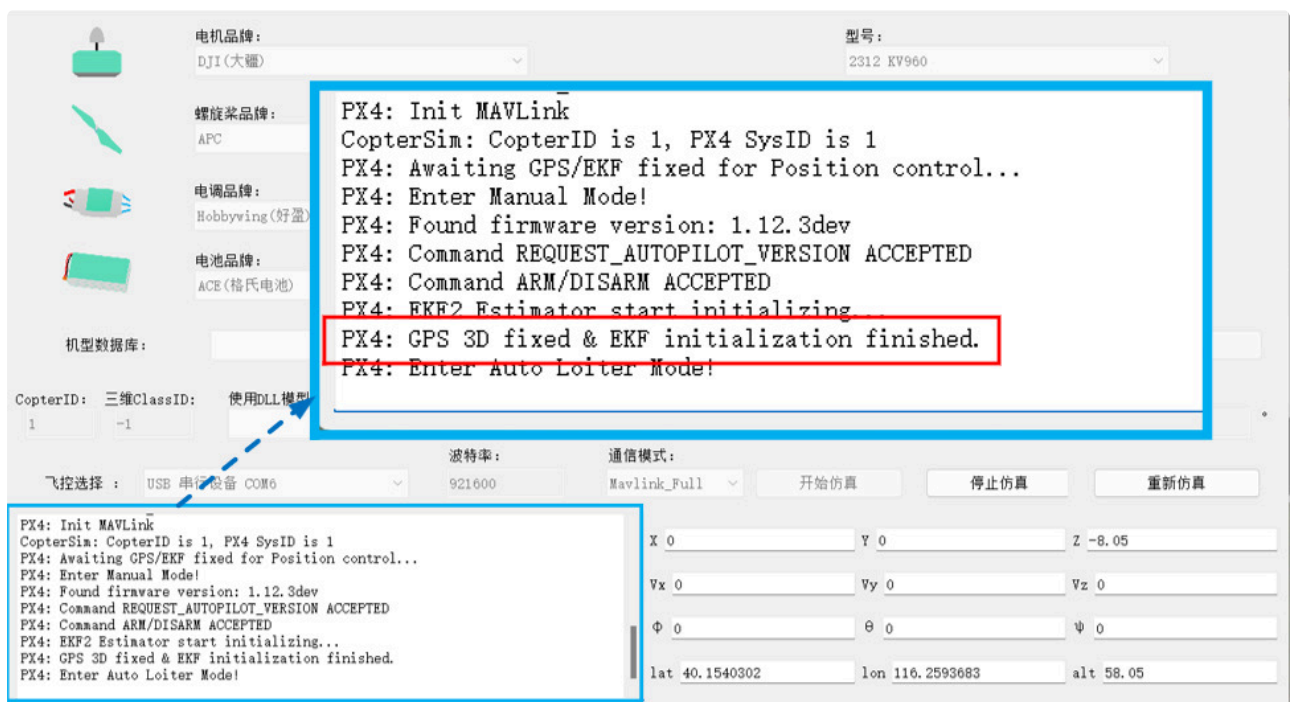 电机品牌：
型号：
DJI(大疆)
2312 KV960
螺旋桨品牌：
APC
电调品牌：
Hobbywing(好盈)
电池品牌：
ACE(格氏电池)
PX4: Init MAVLink
CopterSim: CopterID is 1, PX4 SysID is 1
PX4: Awaiting GPS/EKF fixed for Position control...
PX4: Enter Manual Mode!
PX4: Found firmware version: 1.12.3dev
PX4: Command REQUEST_AUTOPILOT_VERSION ACCEPTED
PX4: Command ARM/DISARM ACCEPTED
PX4: EKF2 Estimator start initializing...
PX4: GPS 3D fixed & EKF initialization finished.
PX4: Enter Auto Loiter Mode!
机型数据库：
CopterID： 三维ClassID： 使用DLL模型
1 -1 °
波特率： 通信模式：
飞控选择 ： USB 串行设备 COM6 921600 Mavlink_Full 开始仿真 停止仿真 重新仿真
PX4: Init MAVLink
CopterSim: CopterID is 1, PX4 SysID is 1
PX4: Awaiting GPS/EKF fixed for Position control...
PX4: Enter Manual Mode!
PX4: Found firmware version: 1.12.3dev
PX4: Command REQUEST_AUTOPILOT_VERSION ACCEPTED
PX4: Command ARM/DISARM ACCEPTED
PX4: EKF2 Estimator start initializing...
PX4: GPS 3D fixed & EKF initialization finished.
PX4: Enter Auto Loiter Mode!
X 0 Y 0 Z -8.05
Vx 0 Vy 0 Vz 0
Φ 0 θ 0 ψ 0
lat 40.1540302 lon 116.2593683 alt 58.05